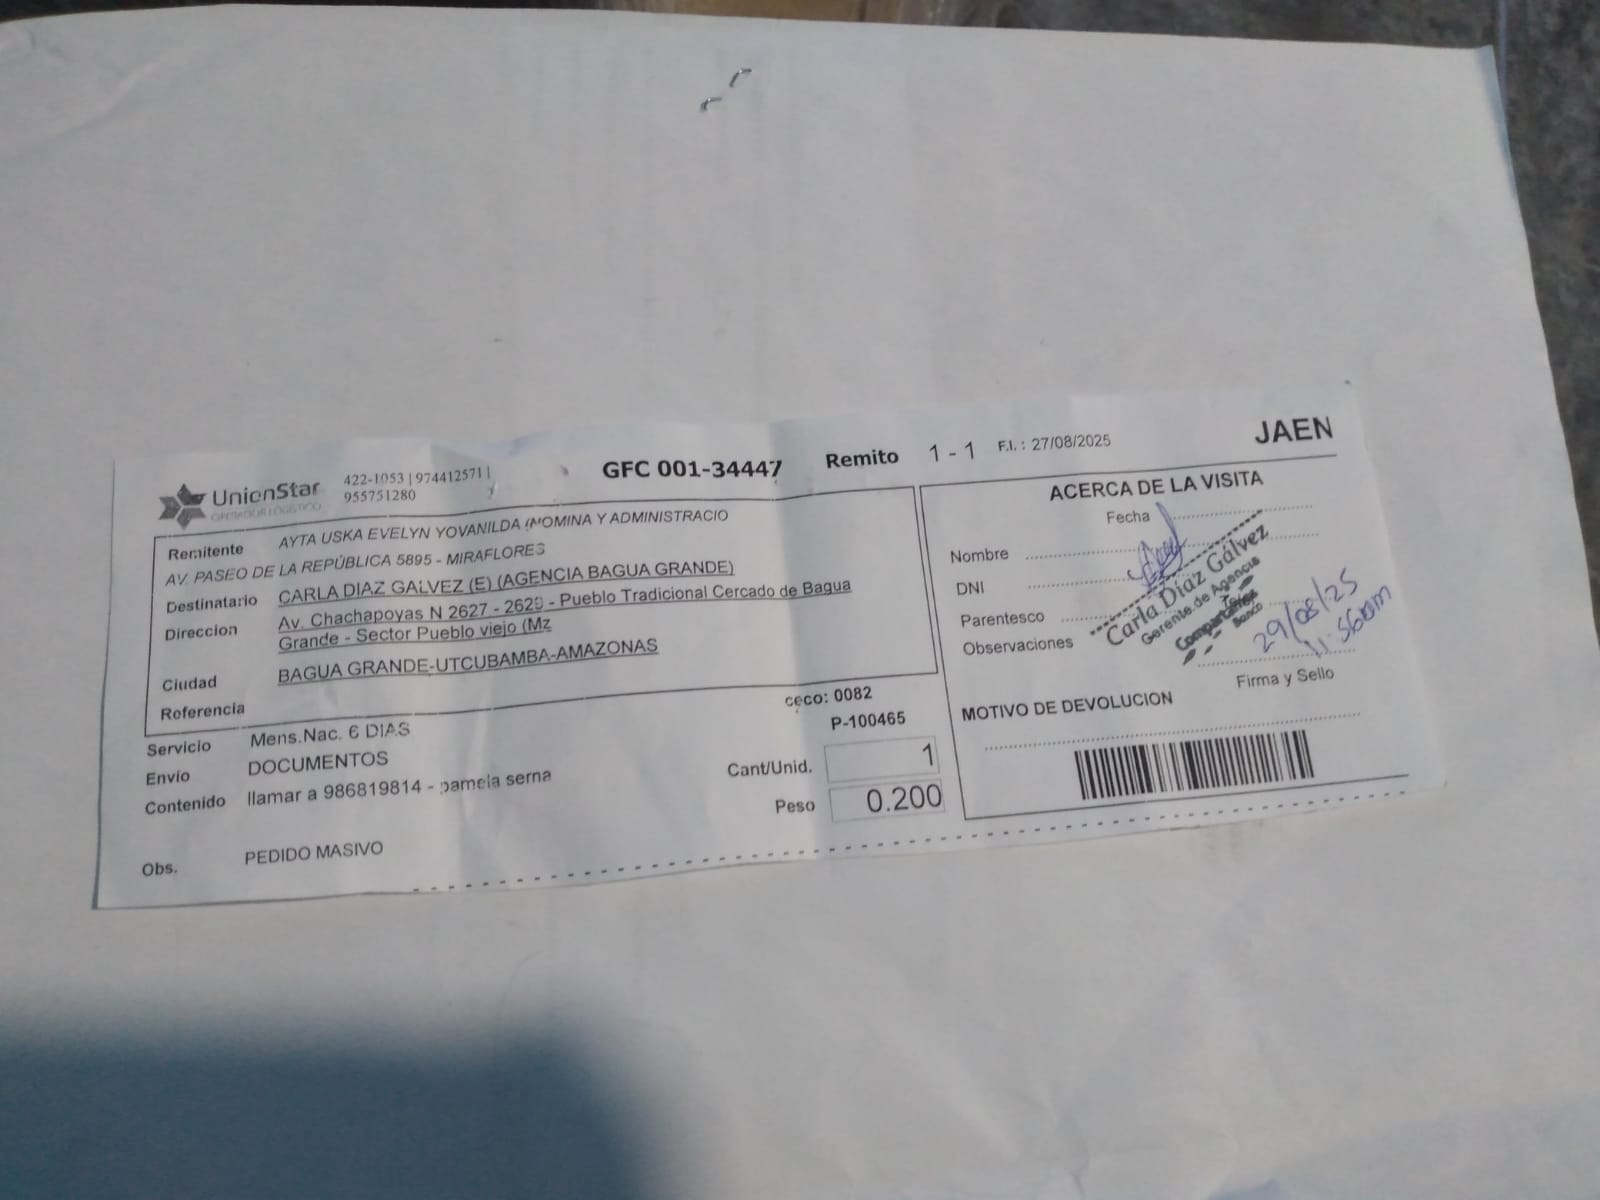 UnionStar
OPERADOR LOGISTICO
422-1053 | 974412571 |
955751280
GFC 001-34447
Remito 1 - 1
F.I. : 27/08/2025
JAEN
Remitente AYTA USKA EVELYN YOVANILDA (NOMINA Y ADMINISTRACIO
AV. PASEO DE LA REPÚBLICA 5895 - MIRAFLORES
Destinatario CARLA DIAZ GALVEZ (E) (AGENCIA BAGUA GRANDE)
Direccion Av. Chachapoyas N 2627 - 2629 - Pueblo Tradicional Cercado de Bagua
Grande - Sector Pueblo viejo (Mz
Ciudad BAGUA GRANDE-UTCUBAMBA-AMAZONAS
Referencia
ceco: 0082
Servicio Mens.Nac. 6 DIAS
P-100465
Envío DOCUMENTOS
Cant/Unid. 1
Contenido llamar a 986819814 - pamela serna
Peso 0.200
Obs. PEDIDO MASIVO
ACERCA DE LA VISITA
Fecha
Nombre
DNI
Parentesco
Observaciones
Carla Díaz Gálvez
Gerente de Agencia
Compartamos
Banco
29/08/25
11:56am
Firma y Sello
MOTIVO DE DEVOLUCION